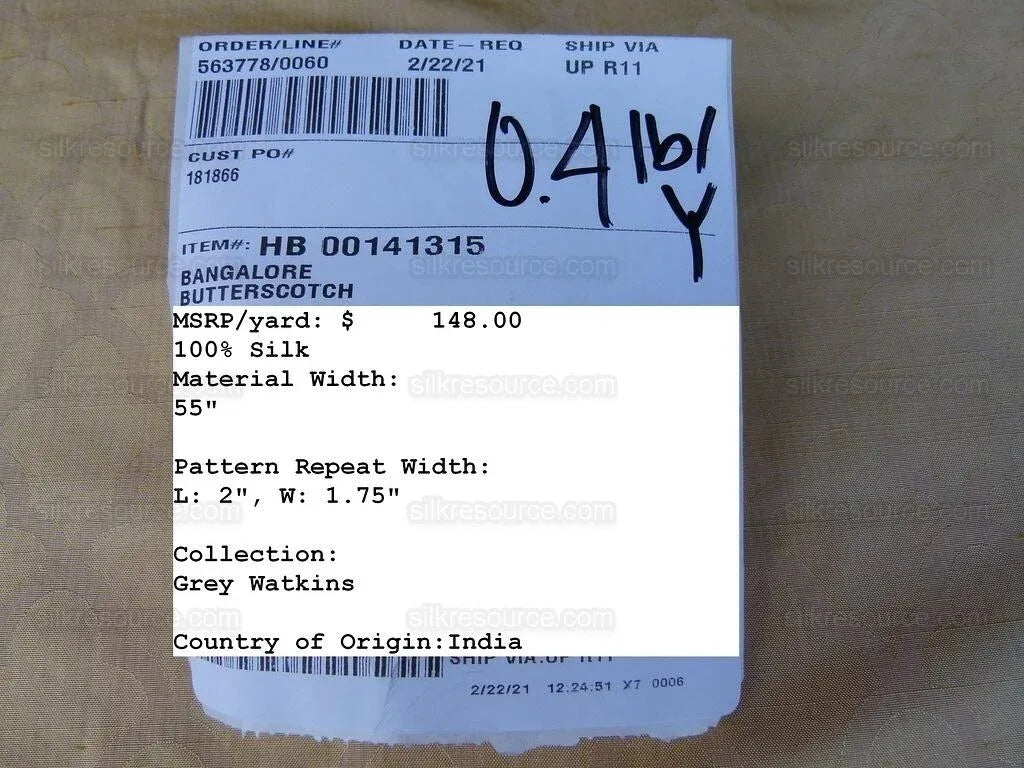 ORDER/LINE# DATE-REQ SHIP VIA
563778/0060 2/22/21 UP R11
0.4 lb/
Y
CUST PO#
181866
ITEM#: HB 00141315
BANGALORE
BUTTERSCOTCH
MSRP/yard: $ 148.00
100% Silk
Material Width:
55"
Pattern Repeat Width:
L: 2", W: 1.75"
Collection:
Grey Watkins
Country of Origin:India
SHIP VIA:UP R11
2/22/21 12.24:51 X7 0006
silkresource.com